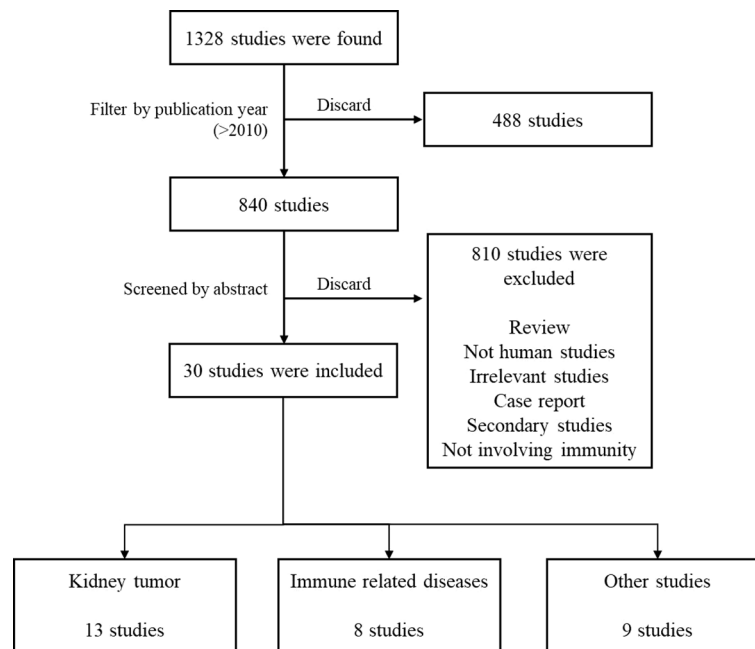 1328 studies were found
Filter by publication year
(>2010)
Discard
488 studies
840 studies
Screened by abstract
Discard
810 studies were
excluded
Review
Not human studies
Irrelevant studies
Case report
Secondary studies
Not involving immunity
30 studies were included
Kidney tumor
13 studies
Immune related diseases
8 studies
Other studies
9 studies